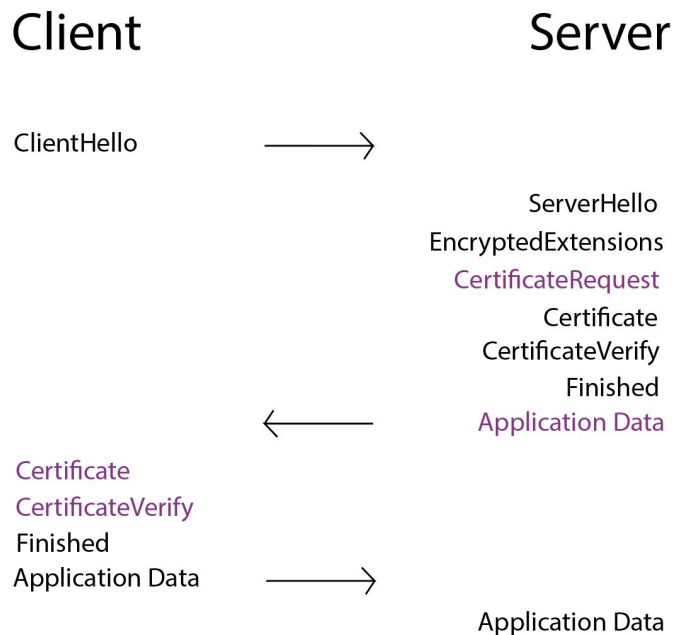 Client
Server
ClientHello
ServerHello
EncryptedExtensions
CertificateRequest
Certificate
CertificateVerify
Finished
Application Data
Certificate
CertificateVerify
Finished
Application Data
Application Data